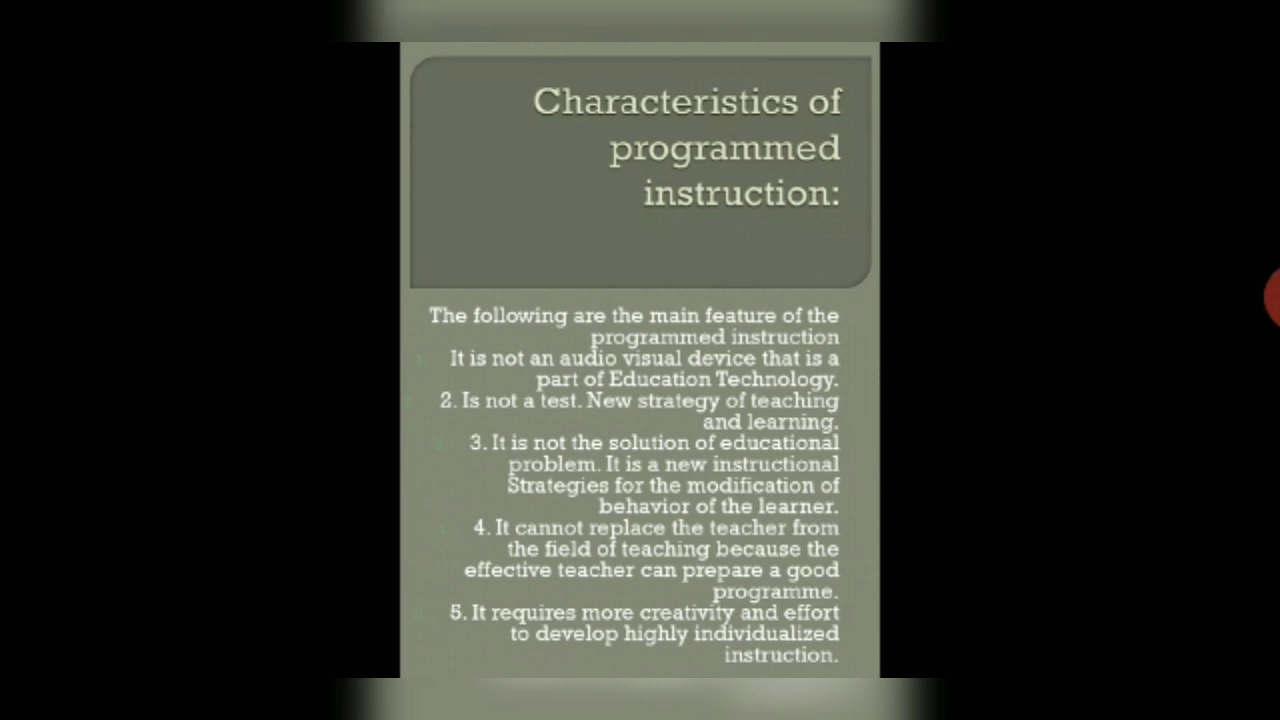 Characteristics of
programmed
instruction:
The following are the main feature of the
programmed instruction
It is not an audio visual device that is a
part of Education Technology.
2. Is not a test. New strategy of teaching
and learning.
3. It is not the solution of educational
problem. It is a new instructional
Strategies for the modification of
behavior of the learner.
4. It cannot replace the teacher from
the field of teaching because the
effective teacher can prepare a good
programme.
5. It requires more creativity and effort
to develop highly individualized
instruction.